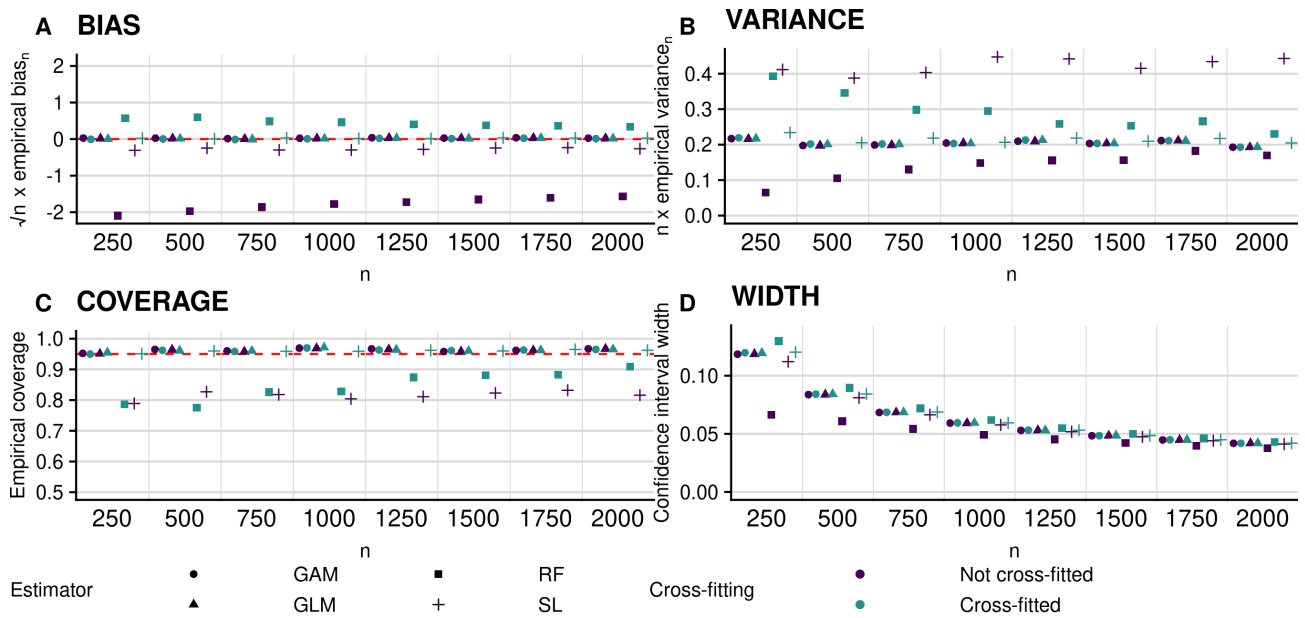 A BIAS
√n x empirical biasn
2
1
0
-1
-2
250 500 750 1000 1250 1500 1750 2000
n
B VARIANCE
n x empirical variancen
0.4
0.3
0.2
0.1
0.0
250 500 750 1000 1250 1500 1750 2000
n
C COVERAGE
Empirical coverage
1.0
0.9
0.8
0.7
0.6
0.5
250 500 750 1000 1250 1500 1750 2000
n
D WIDTH
Confidence interval width
0.10
0.05
0.00
250 500 750 1000 1250 1500 1750 2000
n
Estimator
GAM
RF
GLM
SL
Cross-fitting
Not cross-fitted
Cross-fitted